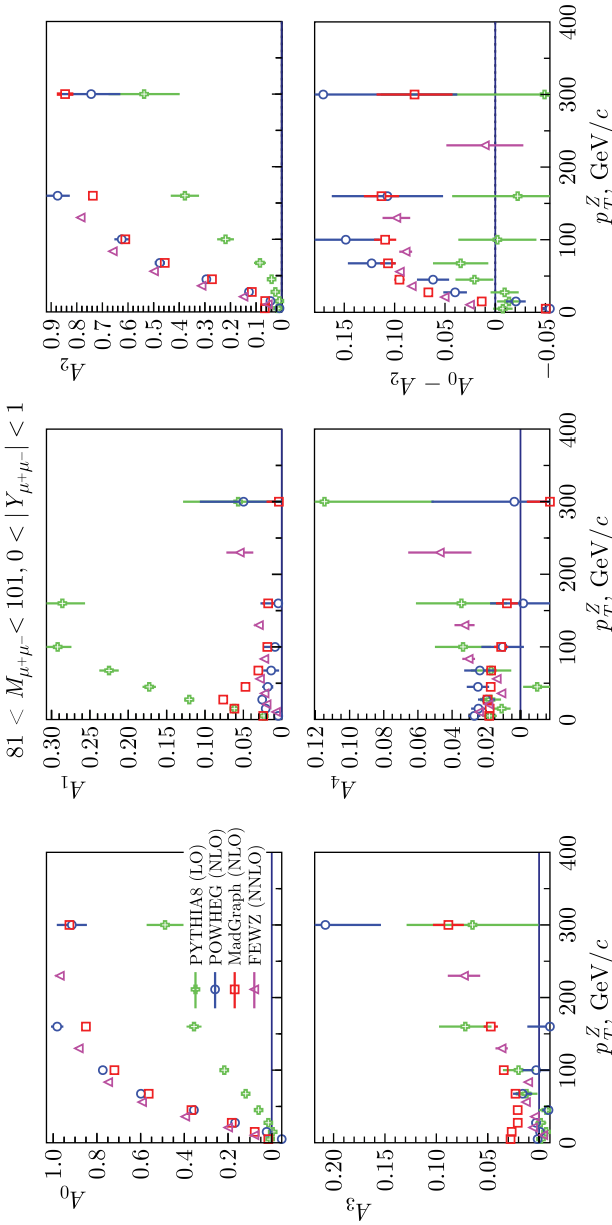 81 < M_{μ+μ−} < 101, 0 < |Y_{μ+μ−}| < 1
A_0
1.0
0.8
0.6
0.4
0.2
0
PYTHIA8 (LO)
POWHEG (NLO)
MadGraph (NLO)
FEWZ (NNLO)
A_1
0.30
0.25
0.20
0.15
0.10
0.05
0
A_2
0.9
0.8
0.7
0.6
0.5
0.4
0.3
0.2
0.1
0
A_3
0.20
0.15
0.10
0.05
0
0 100 200 300 400
p_T^Z, GeV/c
A_4
0.12
0.10
0.08
0.06
0.04
0.02
0
0 100 200 300 400
p_T^Z, GeV/c
A_0 − A_2
0.15
0.10
0.05
0
−0.05
0 100 200 300 400
p_T^Z, GeV/c